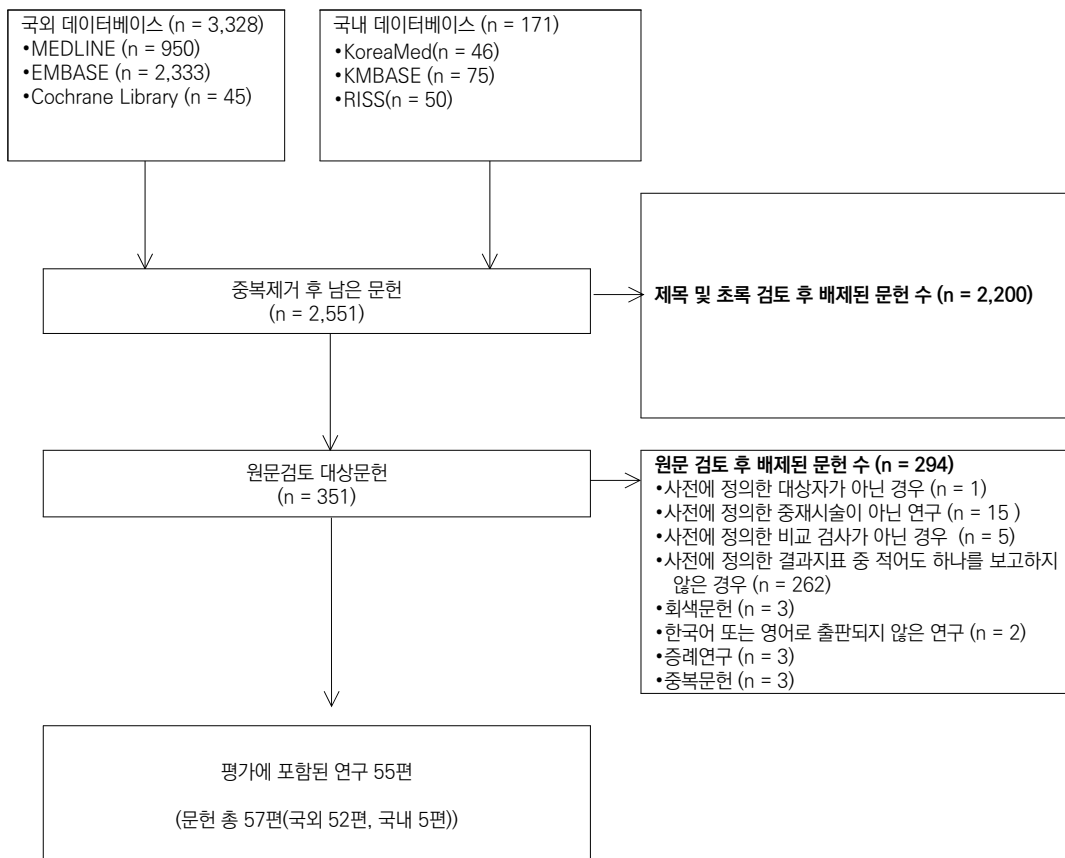 국외 데이터베이스 (n = 3,328)
•MEDLINE (n = 950)
•EMBASE (n = 2,333)
•Cochrane Library (n = 45)
국내 데이터베이스 (n = 171)
•KoreaMed(n = 46)
•KMBASE (n = 75)
•RISS(n = 50)
중복제거 후 남은 문헌
(n = 2,551)
제목 및 초록 검토 후 배제된 문헌 수 (n = 2,200)
원문검토 대상문헌
(n = 351)
원문 검토 후 배제된 문헌 수 (n = 294)
•사전에 정의한 대상자가 아닌 경우 (n = 1)
•사전에 정의한 중재시술이 아닌 연구 (n = 15 )
•사전에 정의한 비교 검사가 아닌 경우 (n = 5)
•사전에 정의한 결과지표 중 적어도 하나를 보고하지
않은 경우 (n = 262)
•회색문헌 (n = 3)
•한국어 또는 영어로 출판되지 않은 연구 (n = 2)
•증례연구 (n = 3)
•중복문헌 (n = 3)
평가에 포함된 연구 55편
(문헌 총 57편(국외 52편, 국내 5편))